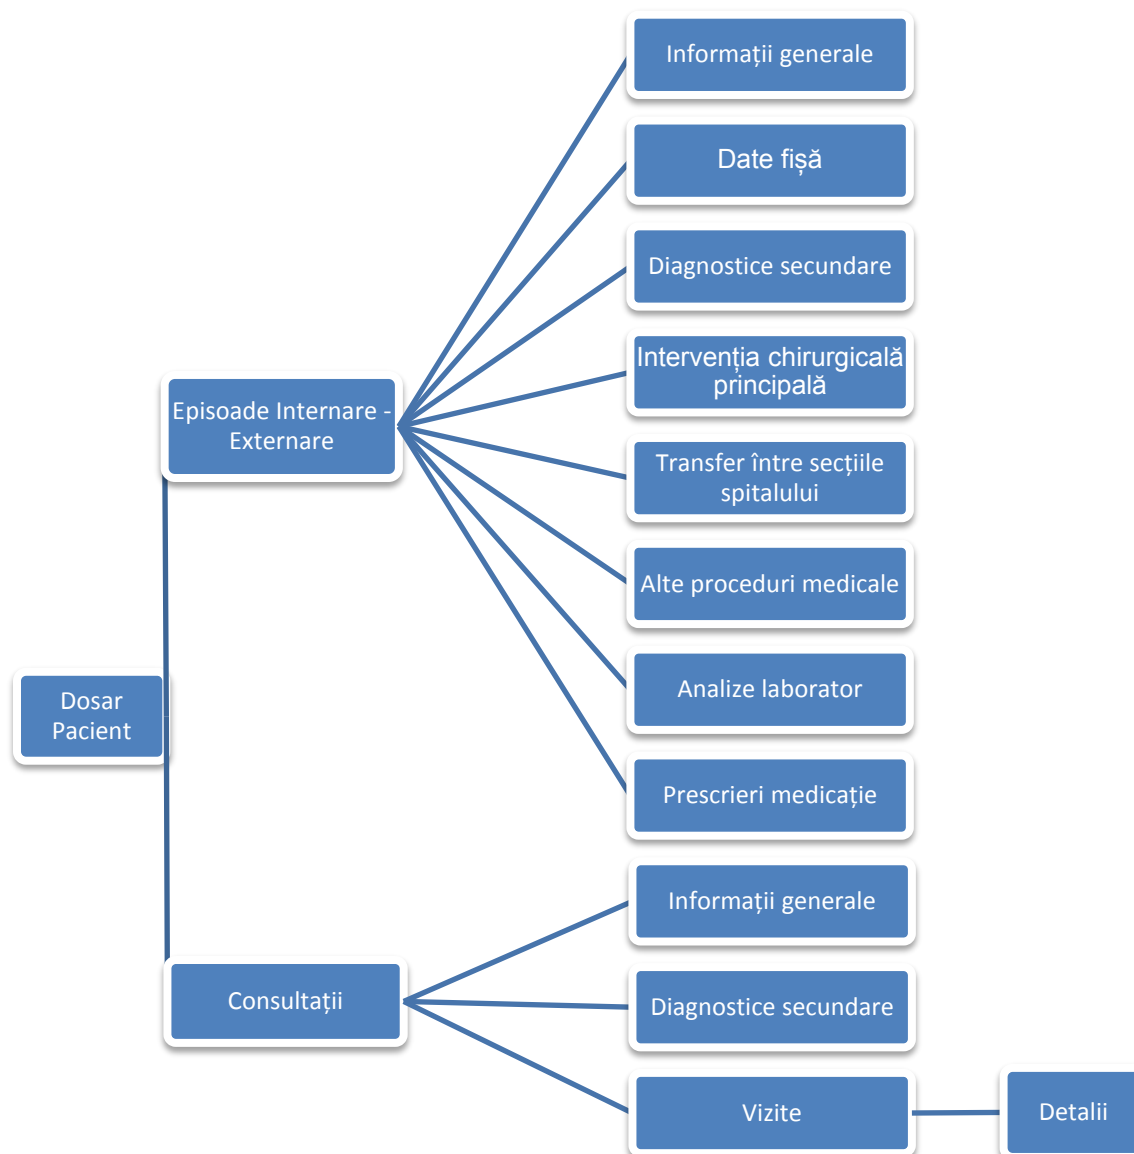 Informații generale
Date fișă
Diagnostice secundare
Intervenția chirurgicală
principală
Episoade Internare -
Externare
Transfer între secțiile
spitalului
Alte proceduri medicale
Analize laborator
Dosar
Pacient
Prescrieri medicație
Informații generale
Consultații
Diagnostice secundare
Vizite
Detalii